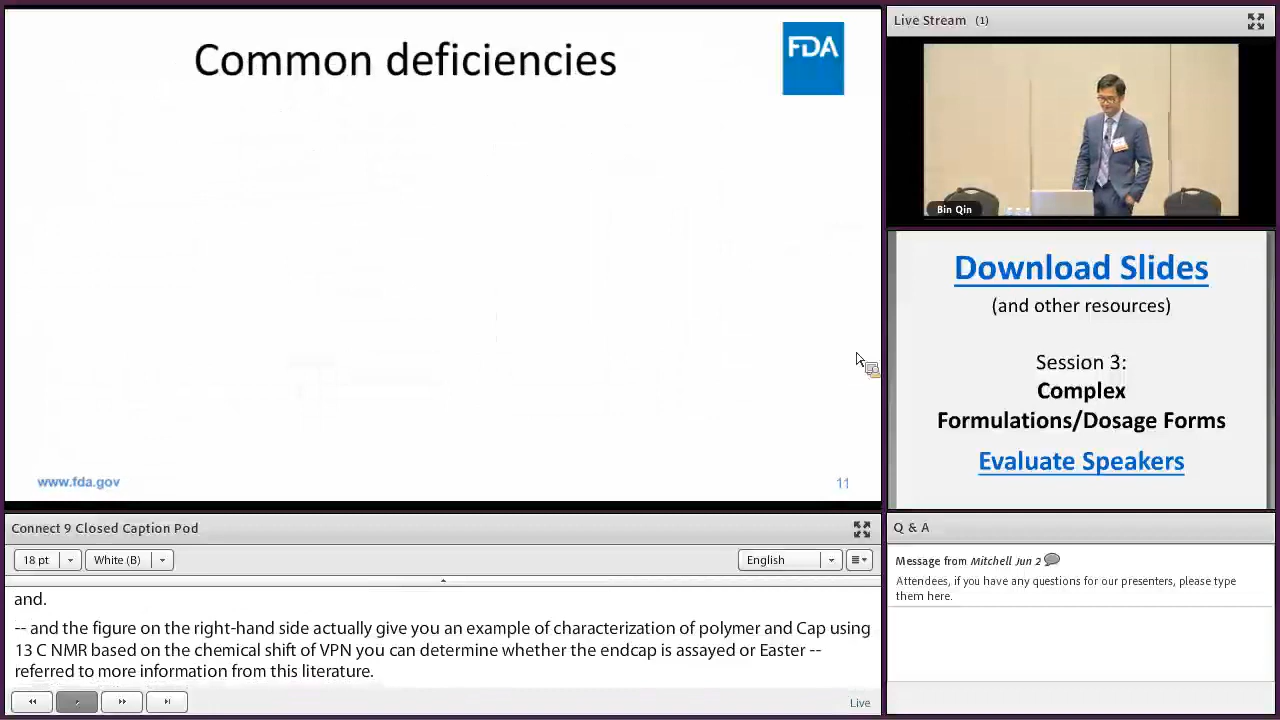 Common deficiencies
FDA
www.fda.gov
11
Live Stream (1)
Bin Qin
Download Slides
(and other resources)
Session 3:
Complex
Formulations/Dosage Forms
Evaluate Speakers
Connect 9 Closed Caption Pod
18 pt
White (B)
English
and.
-- and the figure on the right-hand side actually give you an example of characterization of polymer and Cap using
13 C NMR based on the chemical shift of VPN you can determine whether the endcap is assayed or Easter --
referred to more information from this literature.
Live
Q & A
Message from Mitchell Jun 2
Attendees, if you have any questions for our presenters, please type
them here.